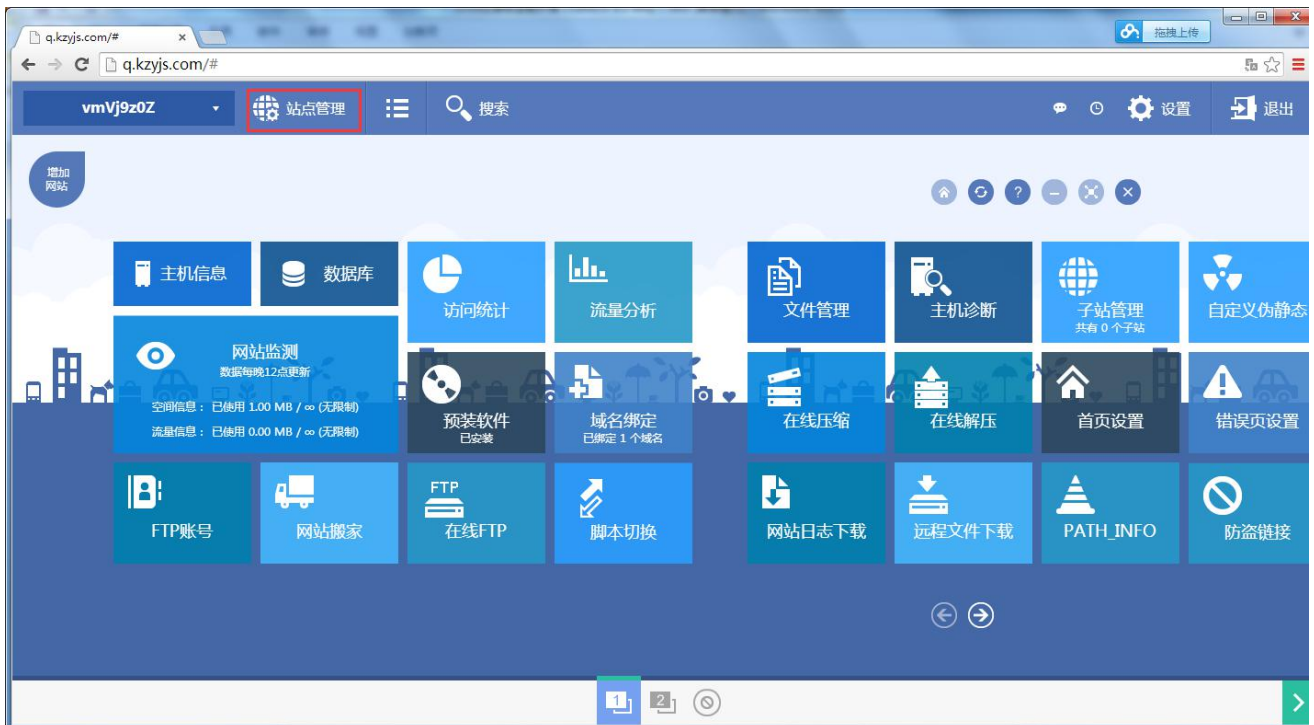 q.kzyjs.com/#
拖拽上传
q.kzyjs.com/#
vmVj9z0Z
站点管理
搜索
设置
退出
增加
网站
主机信息
数据库
访问统计
流量分析
网站监测
数据每晚12点更新
空间信息： 已使用 1.00 MB / ∞ (无限制)
流量信息： 已使用 0.00 MB / ∞ (无限制)
预装软件
已安装
域名绑定
已绑定 1 个域名
FTP账号
网站搬家
FTP
在线FTP
脚本切换
文件管理
主机诊断
子站管理
共有 0 个子站
自定义伪静态
在线压缩
在线解压
首页设置
错误页设置
网站日志下载
远程文件下载
PATH_INFO
防盗链接
1
2